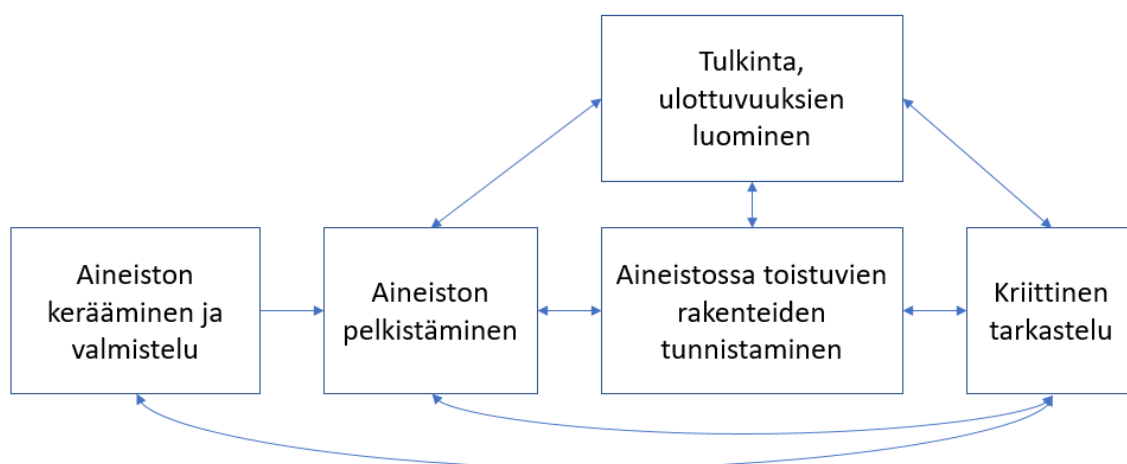 Tulkinta,
ulottuvuuksien
luominen
Aineiston
kerääminen ja
valmistelu
Aineiston
pelkistäminen
Aineistossa toistuvien
rakenteiden
tunnistaminen
Kriittinen
tarkastelu